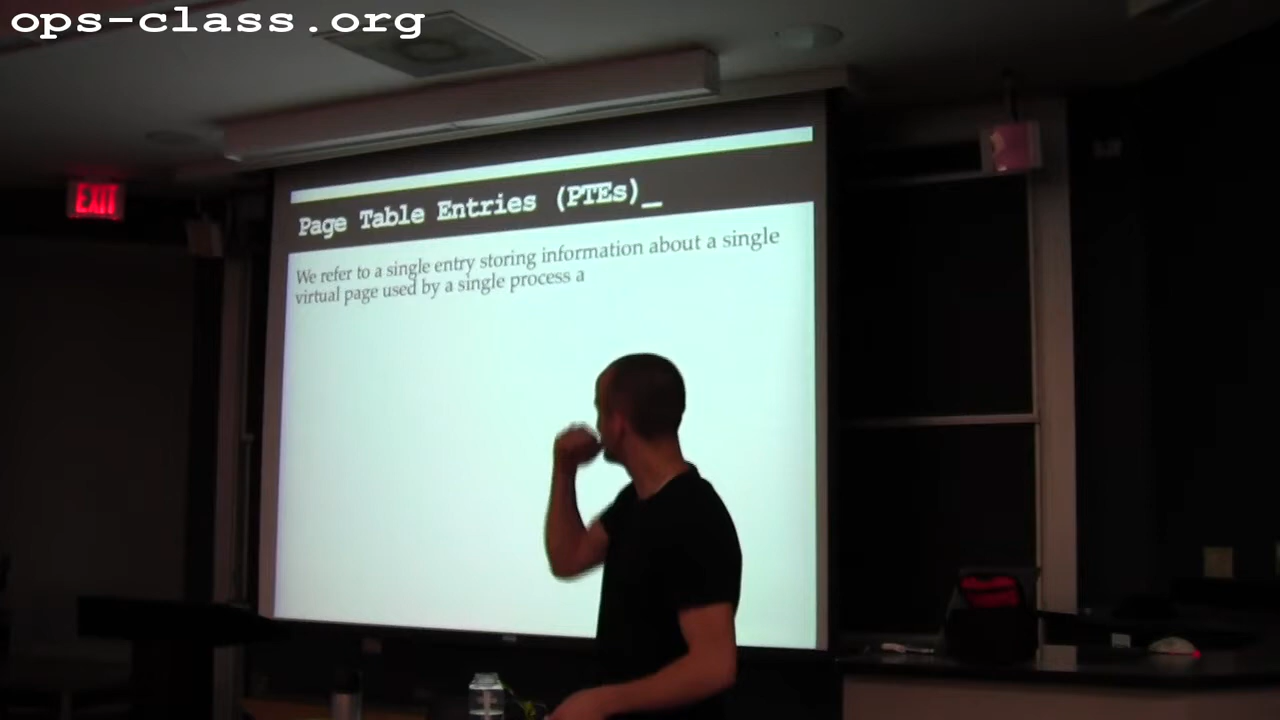 ops-class.org
EXIT
Page Table Entries (PTEs)_
We refer to a single entry storing information about a single
virtual page used by a single process a